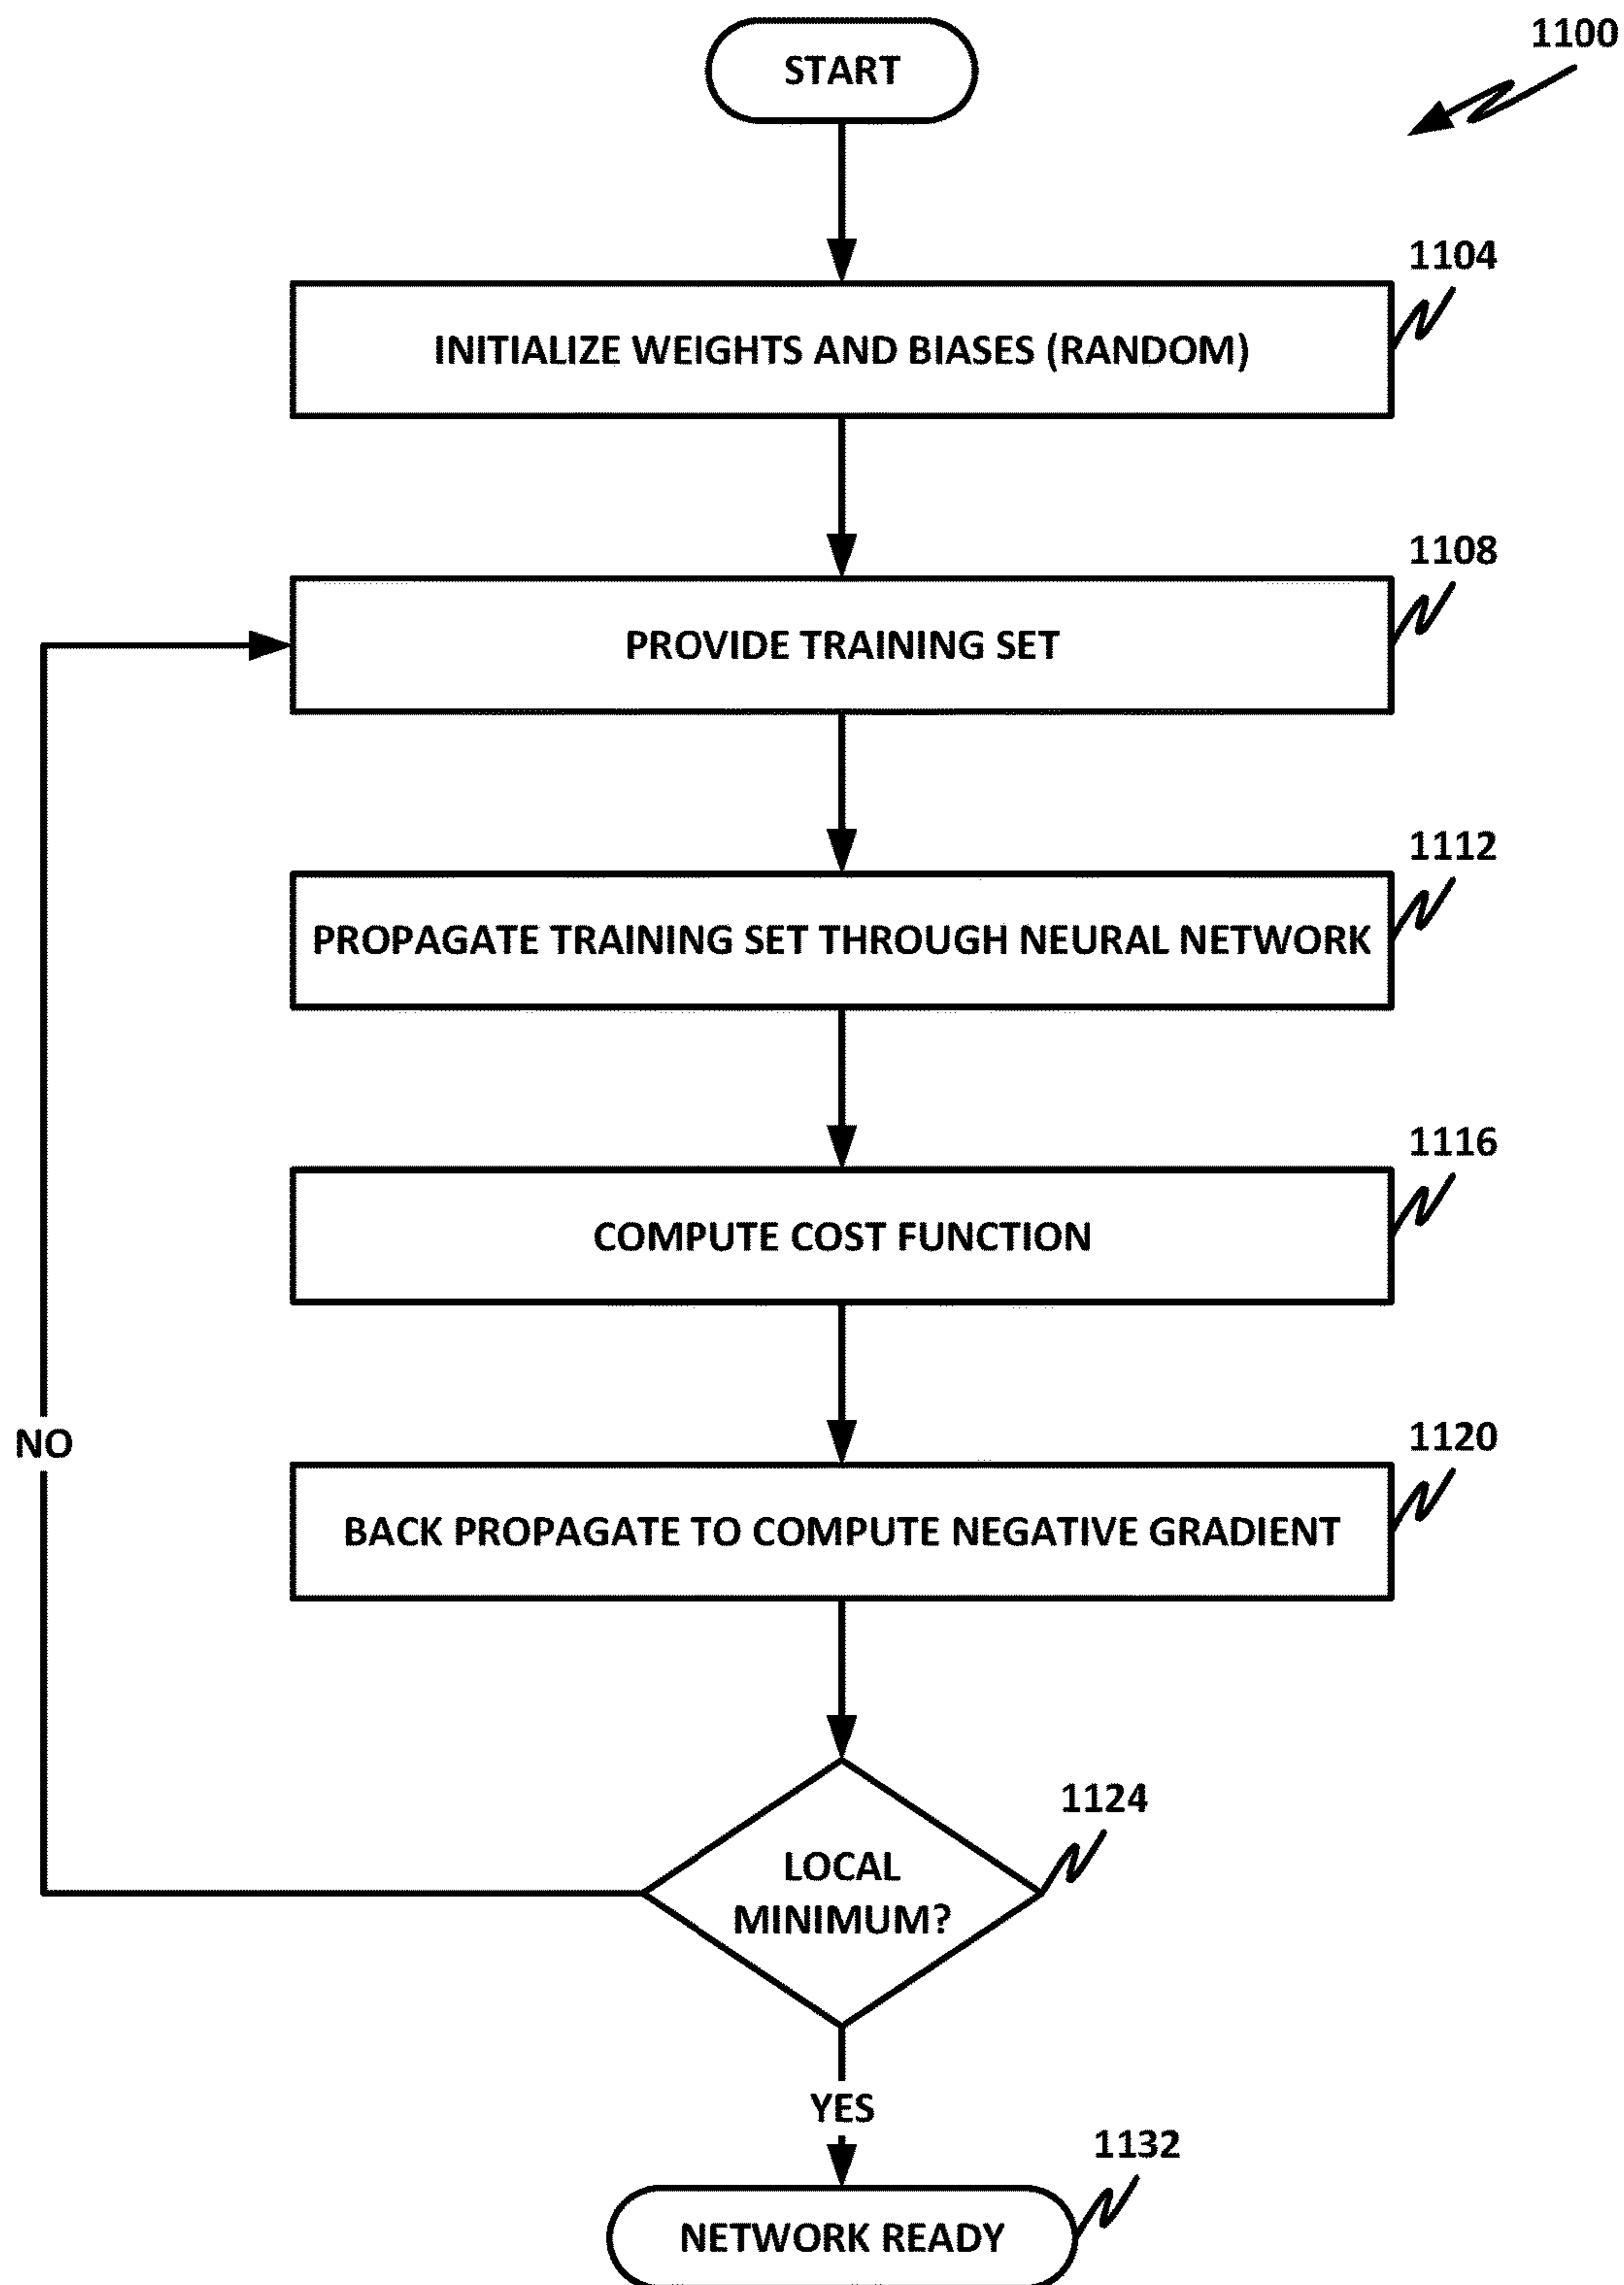 START
1100
1104
INITIALIZE WEIGHTS AND BIASES (RANDOM)
1108
PROVIDE TRAINING SET
1112
PROPAGATE TRAINING SET THROUGH NEURAL NETWORK
1116
COMPUTE COST FUNCTION
NO
1120
BACK PROPAGATE TO COMPUTE NEGATIVE GRADIENT
1124
LOCAL
MINIMUM?
YES
1132
NETWORK READY